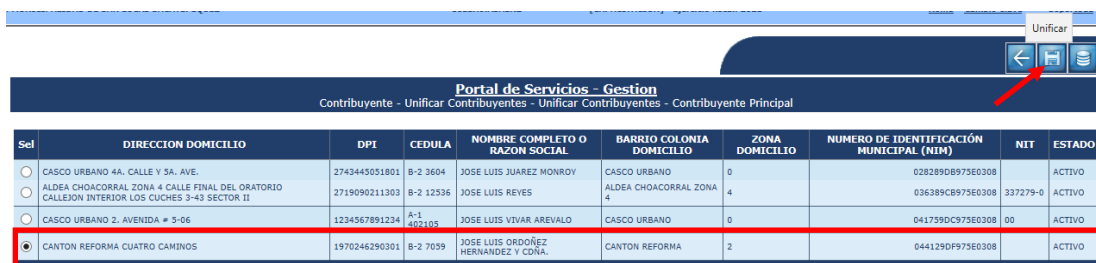 Unificar
Portal de Servicios - Gestion
Contribuyente - Unificar Contribuyentes - Unificar Contribuyentes - Contribuyente Principal
Sel DIRECCION DOMICILIO DPI CEDULA NOMBRE COMPLETO O RAZON SOCIAL BARRIO COLONIA DOMICILIO ZONA DOMICILIO NUMERO DE IDENTIFICACIÓN MUNICIPAL (NIM) NIT ESTADO
CASCO URBANO 4A. CALLE Y 5A. AVE. 2743445051801 B-2 3604 JOSE LUIS JUAREZ MONROY CASCO URBANO 0 028289DB975E0308 ACTIVO
ALDEA CHOACORRAL ZONA 4 CALLE FINAL DEL ORATORIO CALLEJON INTERIOR LOS CUCHES 3-43 SECTOR II 2719090211303 B-2 12536 JOSE LUIS REYES ALDEA CHOACORRAL ZONA 4 4 036389CB975E0308 337279-0 ACTIVO
CASCO URBANO 2. AVENIDA # 5-06 1234567891234 A-1 402105 JOSE LUIS VIVAR AREVALO CASCO URBANO 0 041759DC975E0308 00 ACTIVO
CANTON REFORMA CUATRO CAMINOS 1970246290301 B-2 7059 JOSE LUIS ORDOÑEZ HERNANDEZ Y CDÑA. CANTON REFORMA 2 044129DF975E0308 ACTIVO